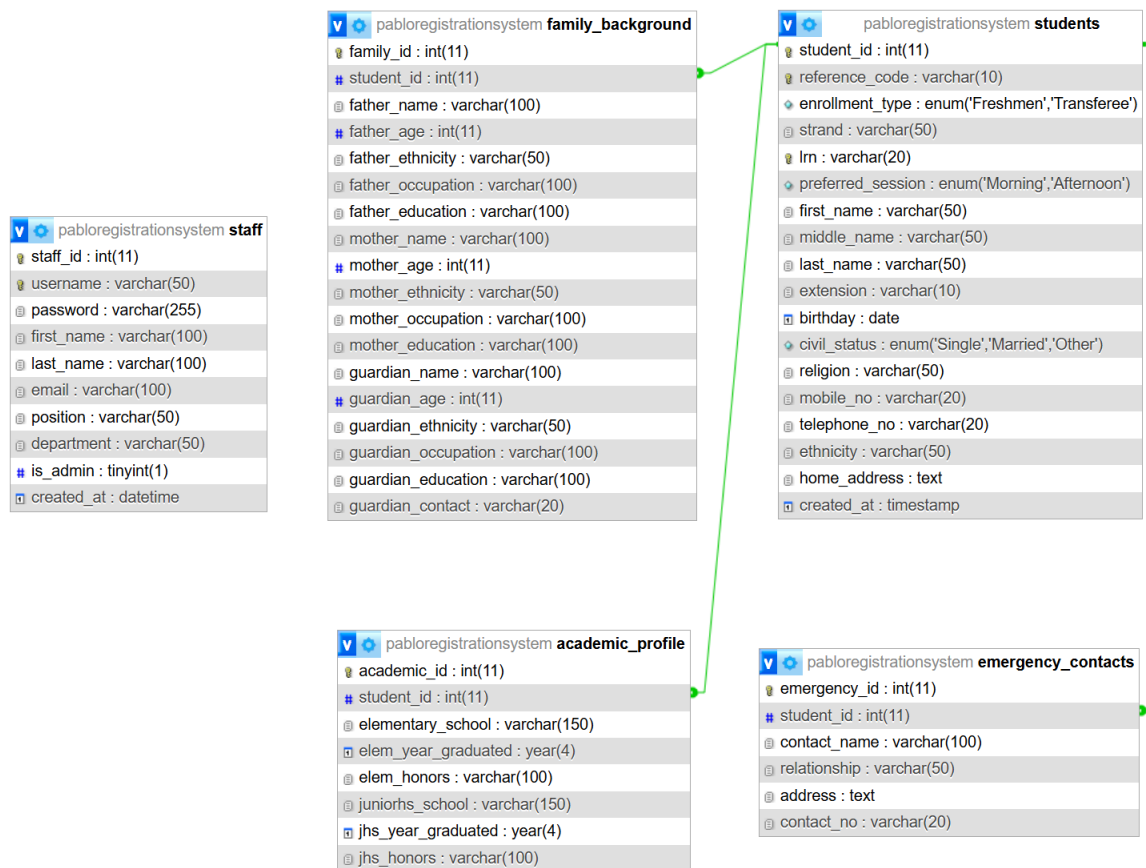 pabloregistrationsystem staff
staff_id : int(11)
username : varchar(50)
password : varchar(255)
first_name : varchar(100)
last_name : varchar(100)
email : varchar(100)
position : varchar(50)
department : varchar(50)
is_admin : tinyint(1)
created_at : datetime
pabloregistrationsystem family_background
family_id : int(11)
student_id : int(11)
father_name : varchar(100)
father_age : int(11)
father_ethnicity : varchar(50)
father_occupation : varchar(100)
father_education : varchar(100)
mother_name : varchar(100)
mother_age : int(11)
mother_ethnicity : varchar(50)
mother_occupation : varchar(100)
mother_education : varchar(100)
guardian_name : varchar(100)
guardian_age : int(11)
guardian_ethnicity : varchar(50)
guardian_occupation : varchar(100)
guardian_education : varchar(100)
guardian_contact : varchar(20)
pabloregistrationsystem students
student_id : int(11)
reference_code : varchar(10)
enrollment_type : enum('Freshmen','Transferee')
strand : varchar(50)
lrn : varchar(20)
preferred_session : enum('Morning','Afternoon')
first_name : varchar(50)
middle_name : varchar(50)
last_name : varchar(50)
extension : varchar(10)
birthday : date
civil_status : enum('Single','Married','Other')
religion : varchar(50)
mobile_no : varchar(20)
telephone_no : varchar(20)
ethnicity : varchar(50)
home_address : text
created_at : timestamp
pabloregistrationsystem academic_profile
academic_id : int(11)
student_id : int(11)
elementary_school : varchar(150)
elem_year_graduated : year(4)
elem_honors : varchar(100)
juniorhs_school : varchar(150)
jhs_year_graduated : year(4)
jhs_honors : varchar(100)
pabloregistrationsystem emergency_contacts
emergency_id : int(11)
student_id : int(11)
contact_name : varchar(100)
relationship : varchar(50)
address : text
contact_no : varchar(20)